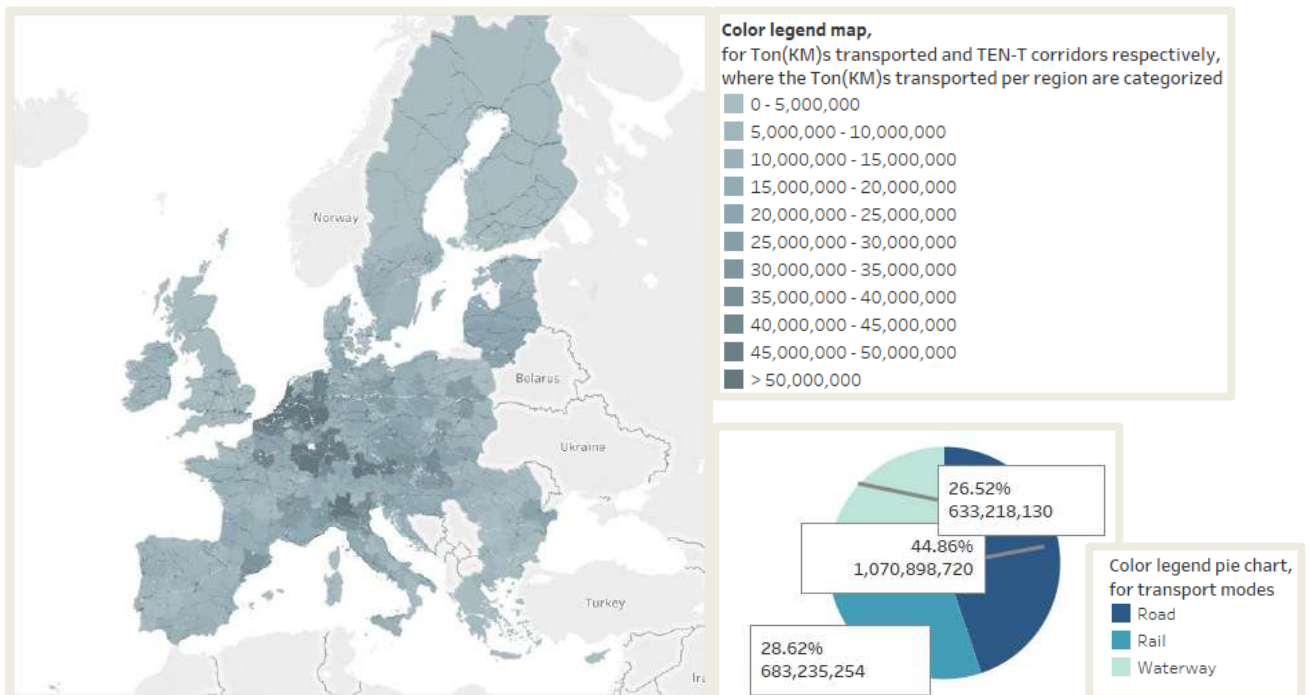 Norway
Belarus
Ukraine
Turkey
Color legend map,
for Ton(KM)s transported and TEN-T corridors respectively,
where the Ton(KM)s transported per region are categorized
0 - 5,000,000
5,000,000 - 10,000,000
10,000,000 - 15,000,000
15,000,000 - 20,000,000
20,000,000 - 25,000,000
25,000,000 - 30,000,000
30,000,000 - 35,000,000
35,000,000 - 40,000,000
40,000,000 - 45,000,000
45,000,000 - 50,000,000
> 50,000,000
26.52%
633,218,130
44.86%
1,070,898,720
28.62%
683,235,254
Color legend pie chart,
for transport modes
Road
Rail
Waterway